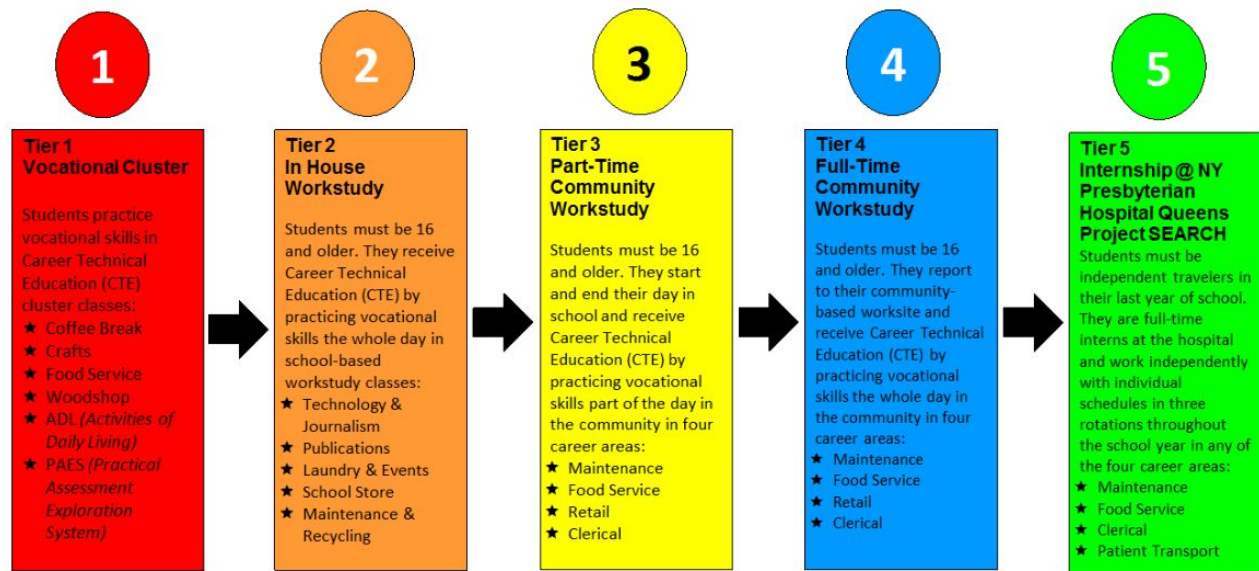 1
2
3
4
5
Tier 1
Vocational Cluster
Students practice
vocational skills in
Career Technical
Education (CTE)
cluster classes:
★ Coffee Break
★ Crafts
★ Food Service
★ Woodshop
★ ADL (Activities of
Daily Living)
★ PAES (Practical
Assessment
Exploration
System)
Tier 2
In House
Workstudy
Students must be 16
and older. They receive
Career Technical
Education (CTE) by
practicing vocational
skills the whole day in
school-based
workstudy classes:
★ Technology &
Journalism
★ Publications
★ Laundry & Events
★ School Store
★ Maintenance &
Recycling
Tier 3
Part-Time
Community
Workstudy
Students must be 16
and older. They start
and end their day in
school and receive
Career Technical
Education (CTE) by
practicing vocational
skills part of the day in
the community in four
career areas:
★ Maintenance
★ Food Service
★ Retail
★ Clerical
Tier 4
Full-Time
Community
Workstudy
Students must be 16
and older. They report
to their community-
based worksite and
receive Career Technical
Education (CTE) by
practicing vocational
skills the whole day in
the community in four
career areas:
★ Maintenance
★ Food Service
★ Retail
★ Clerical
Tier 5
Internship @ NY
Presbyterian
Hospital Queens
Project SEARCH
Students must be
independent travelers in
their last year of school.
They are full-time
interns at the hospital
and work independently
with individual
schedules in three
rotations throughout
the school year in any of
the four career areas:
★ Maintenance
★ Food Service
★ Clerical
★ Patient Transport